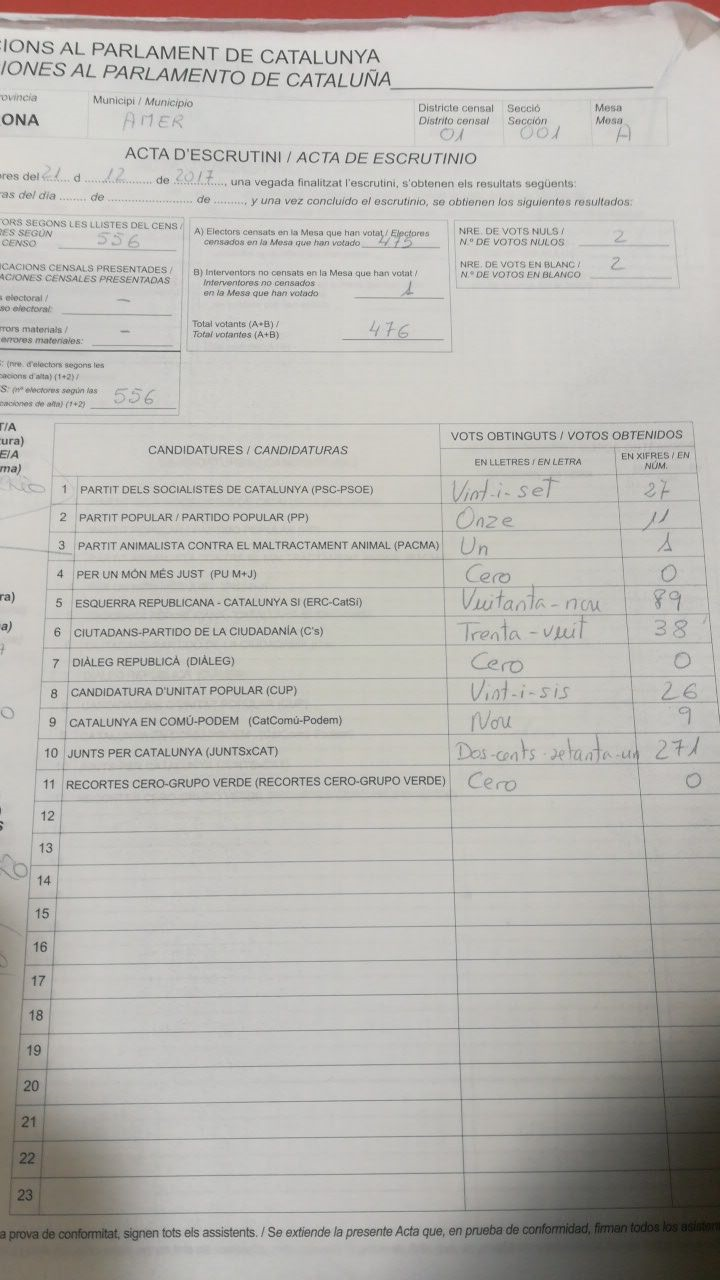 CIONS AL PARLAMENT DE CATALUNYA
IONES AL PARLAMENTO DE CATALUÑA
rovíncia
ONA
Municipi / Municipio
AMER
Districte censal
Distrito censal
01
Secció
Sección
001
Mesa
Mesa
A
ACTA D'ESCRUTINI / ACTA DE ESCRUTINIO
ores del 21 d 12 de 2017, una vegada finalitzat l'escrutini, s'obtenen els resultats següents:
ras del día ......... de ......................... de ........., y una vez concluido el escrutinio, se obtienen los siguientes resultados:
TORS SEGONS LES LLISTES DEL CENS /
RES SEGÚN
CENSO 556
ICACIONS CENSALS PRESENTADES /
ACIONES CENSALES PRESENTADAS
s electoral /
so electoral: –
rrors materials /
errores materiales: –
S: (nre. d'electors segons les
cacions d'alta) (1+2) /
S: (nº electores según las
caciones de alta) (1+2) 556
A) Electors censats en la Mesa que han votat / Electores
censados en la Mesa que han votado 475
B) Interventors no censats en la Mesa que han votat /
Interventores no censados
en la Mesa que han votado 1
Total votants (A+B) /
Total votantes (A+B) 476
NRE. DE VOTS NULS /
N.º DE VOTOS NULOS 2
NRE. DE VOTS EN BLANC /
N.º DE VOTOS EN BLANCO 2
T/A
tura)
E/A
ma)
ra)
a)
CANDIDATURES / CANDIDATURAS
VOTS OBTINGUTS / VOTOS OBTENIDOS
EN LLETRES / EN LETRA
EN XIFRES / EN NÚM.
1 PARTIT DELS SOCIALISTES DE CATALUNYA (PSC-PSOE) Vint-i-set 27
2 PARTIT POPULAR / PARTIDO POPULAR (PP) Onze 11
3 PARTIT ANIMALISTA CONTRA EL MALTRACTAMENT ANIMAL (PACMA) Un 1
4 PER UN MÓN MÉS JUST (PU M+J) Cero 0
5 ESQUERRA REPUBLICANA - CATALUNYA SI (ERC-CatSí) Vuitanta-nou 89
6 CIUTADANS-PARTIDO DE LA CIUDADANÍA (C's) Trenta-vuit 38
7 DIÀLEG REPUBLICÀ (DIÀLEG) Cero 0
8 CANDIDATURA D'UNITAT POPULAR (CUP) Vint-i-sis 26
9 CATALUNYA EN COMÚ-PODEM (CatComú-Podem) Nou 9
10 JUNTS PER CATALUNYA (JUNTSxCAT) Dos-cents-setanta-un 271
11 RECORTES CERO-GRUPO VERDE (RECORTES CERO-GRUPO VERDE) Cero 0
12
13
14
15
16
17
18
19
20
21
22
23
a prova de conformitat, signen tots els assistents. / Se extiende la presente Acta que, en prueba de conformidad, firman todos los asisten